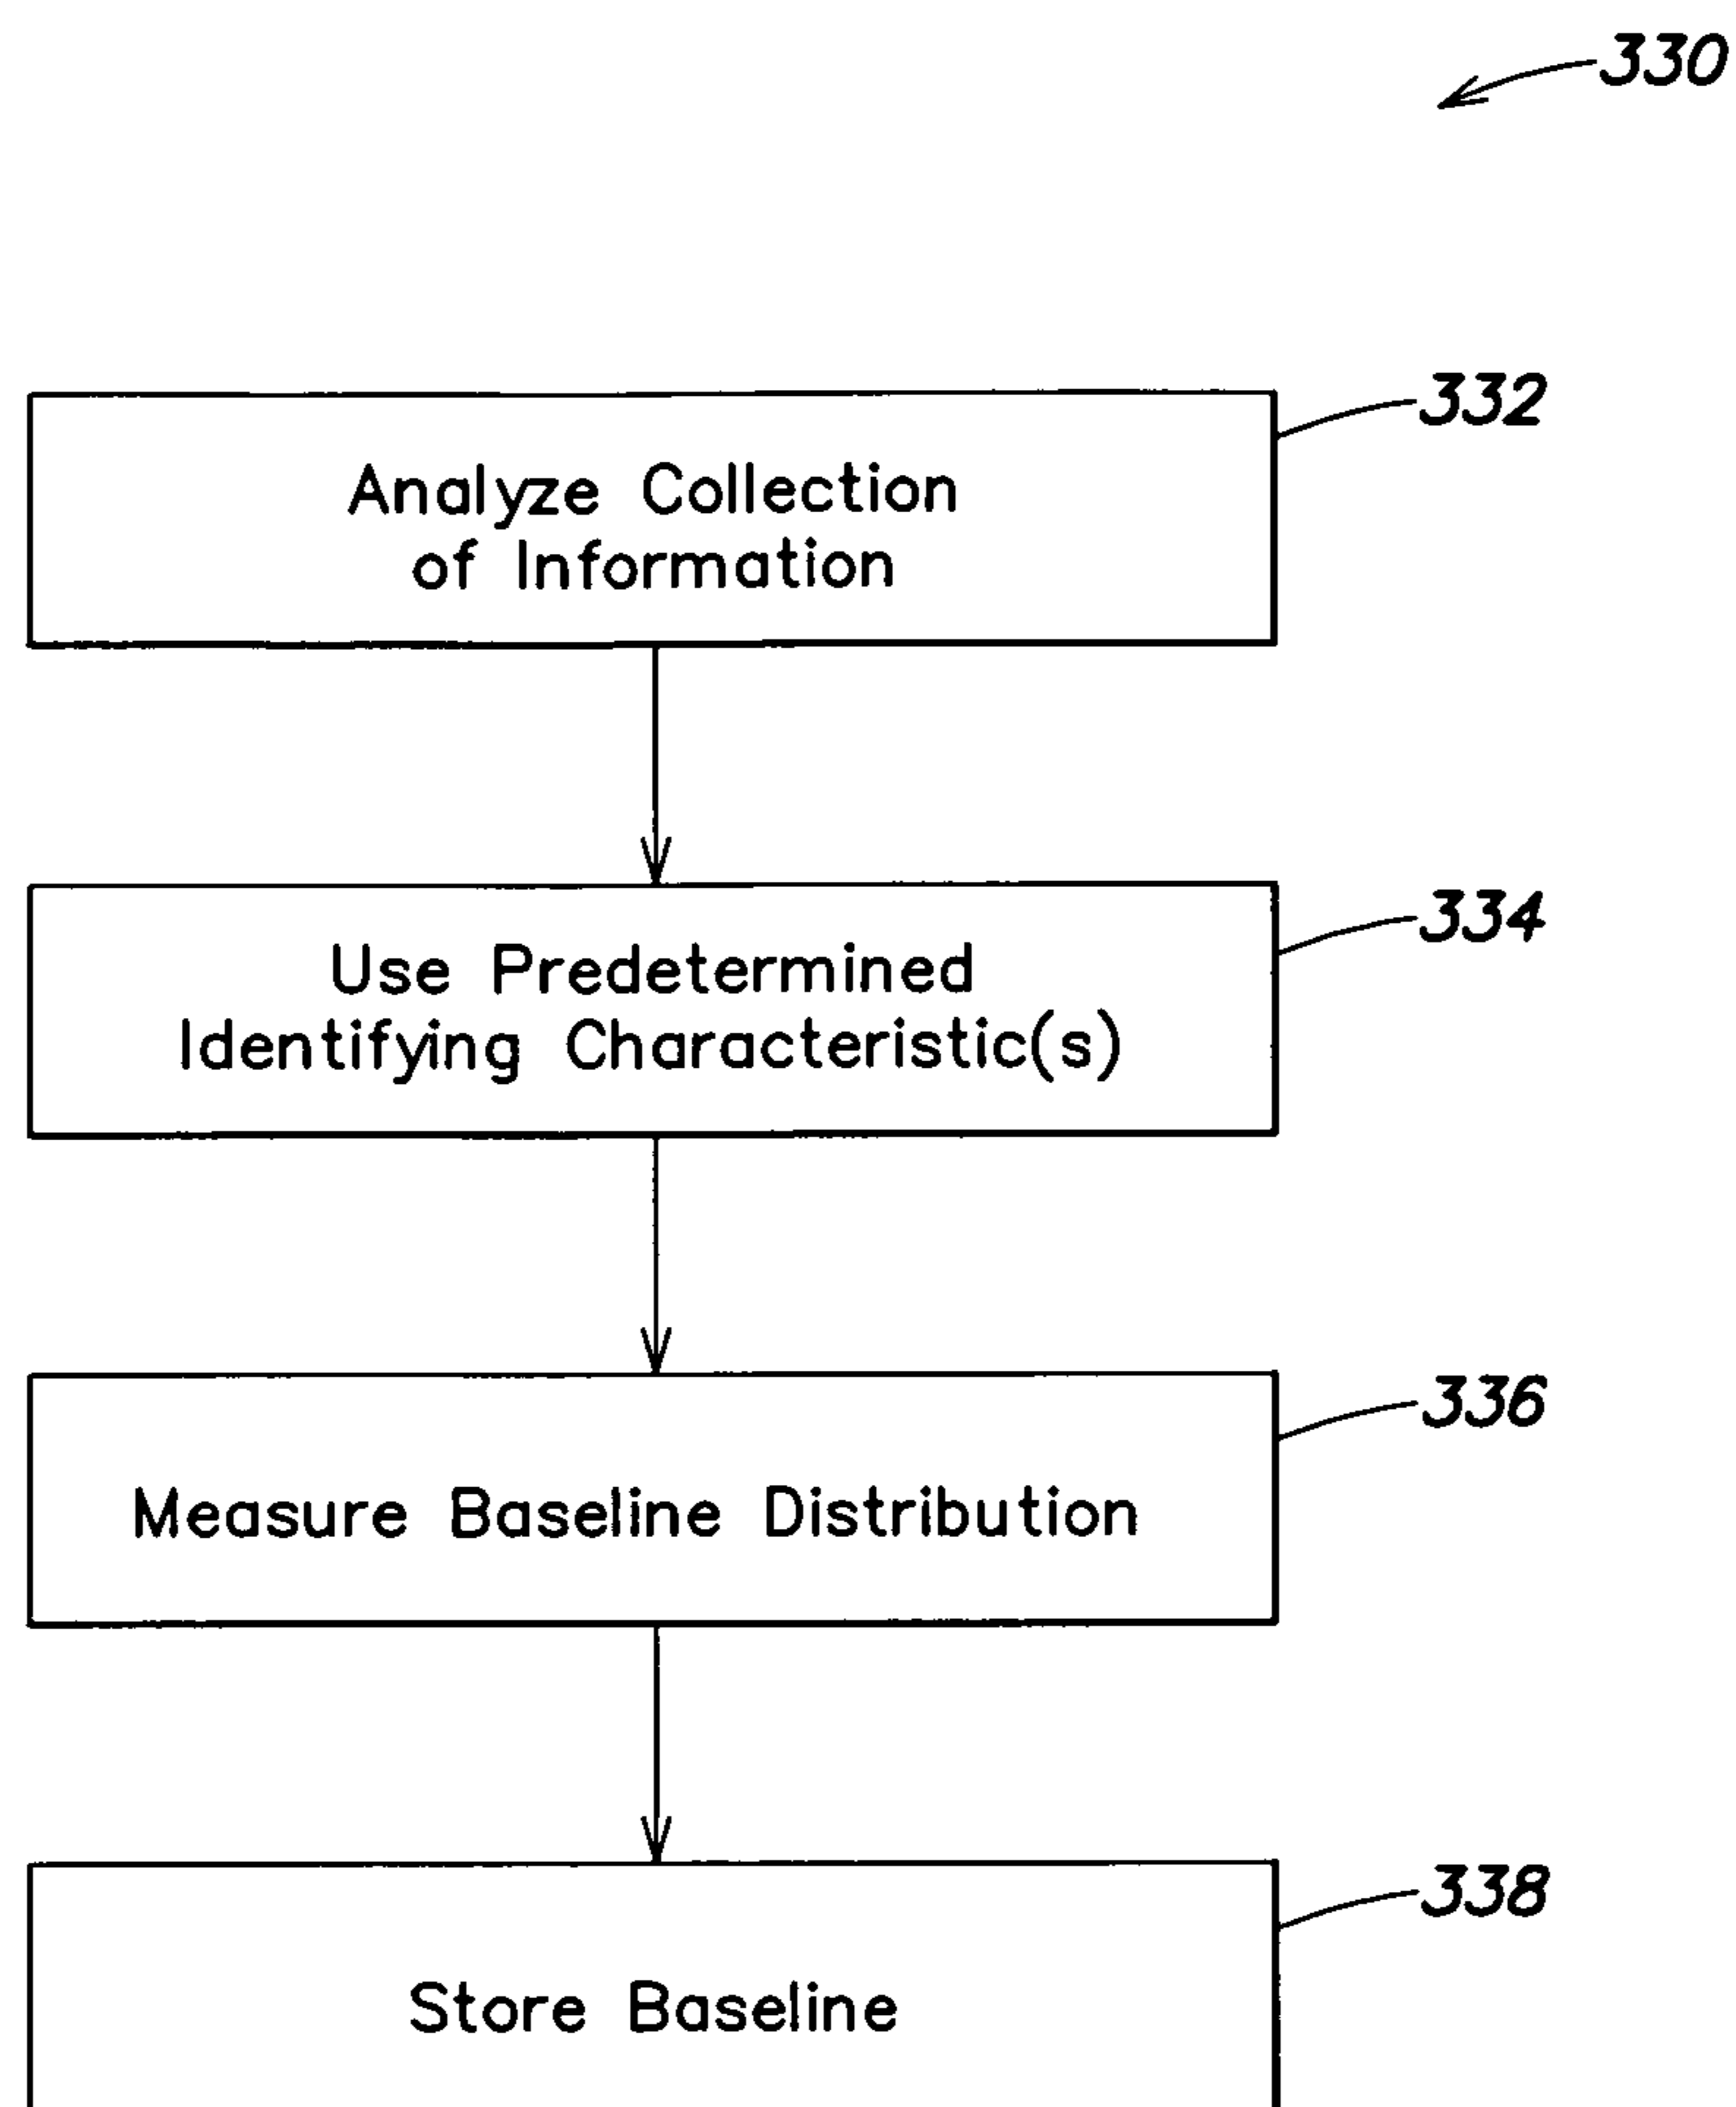 330
332
Analyze Collection
of Information
334
Use Predetermined
Identifying Characteristic(s)
336
Measure Baseline Distribution
338
Store Baseline